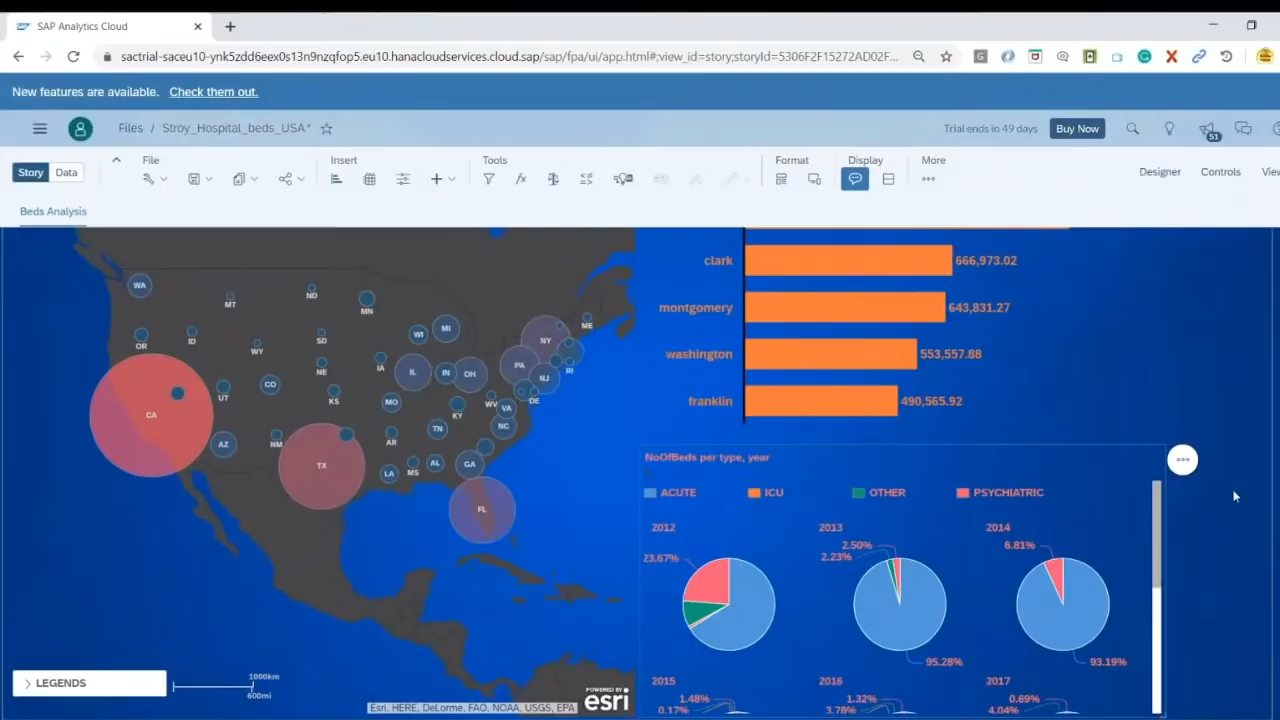 SAP Analytics Cloud
sactrial-saceu10-ynk5zdd6eex0s13n9nzqfop5.eu10.hanacloudservices.cloud.sap/sap/fpa/ui/app.html#;view_id=story;storyId=5306F2F15272AD02F...
New features are available. Check them out.
Files / Stroy_Hospital_beds_USA*
Trial ends in 49 days Buy Now 51
File Insert Tools Format Display More
Story Data Designer Controls
Beds Analysis
WA MT ND MN ME
OR ID SD WI MI NY
WY IA IL IN OH PA NJ RI
NE DE
CA UT CO KS MO KY WV VA
AZ NM AR TN NC
TX LA MS AL GA
FL
clark 666,973.02
montgomery 643,831.27
washington 553,557.88
franklin 490,565.92
NoOfBeds per type, year
ACUTE ICU OTHER PSYCHIATRIC
2012 2013 2014
23.67% 2.50% 2.23% 6.81%
95.28% 93.19%
2015 2016 2017
1.48% 1.32% 0.69%
0.17% 3.78% 4.04%
LEGENDS
1000km
600mi
Esri, HERE, DeLorme, FAO, NOAA, USGS, EPA
POWERED BY
esri